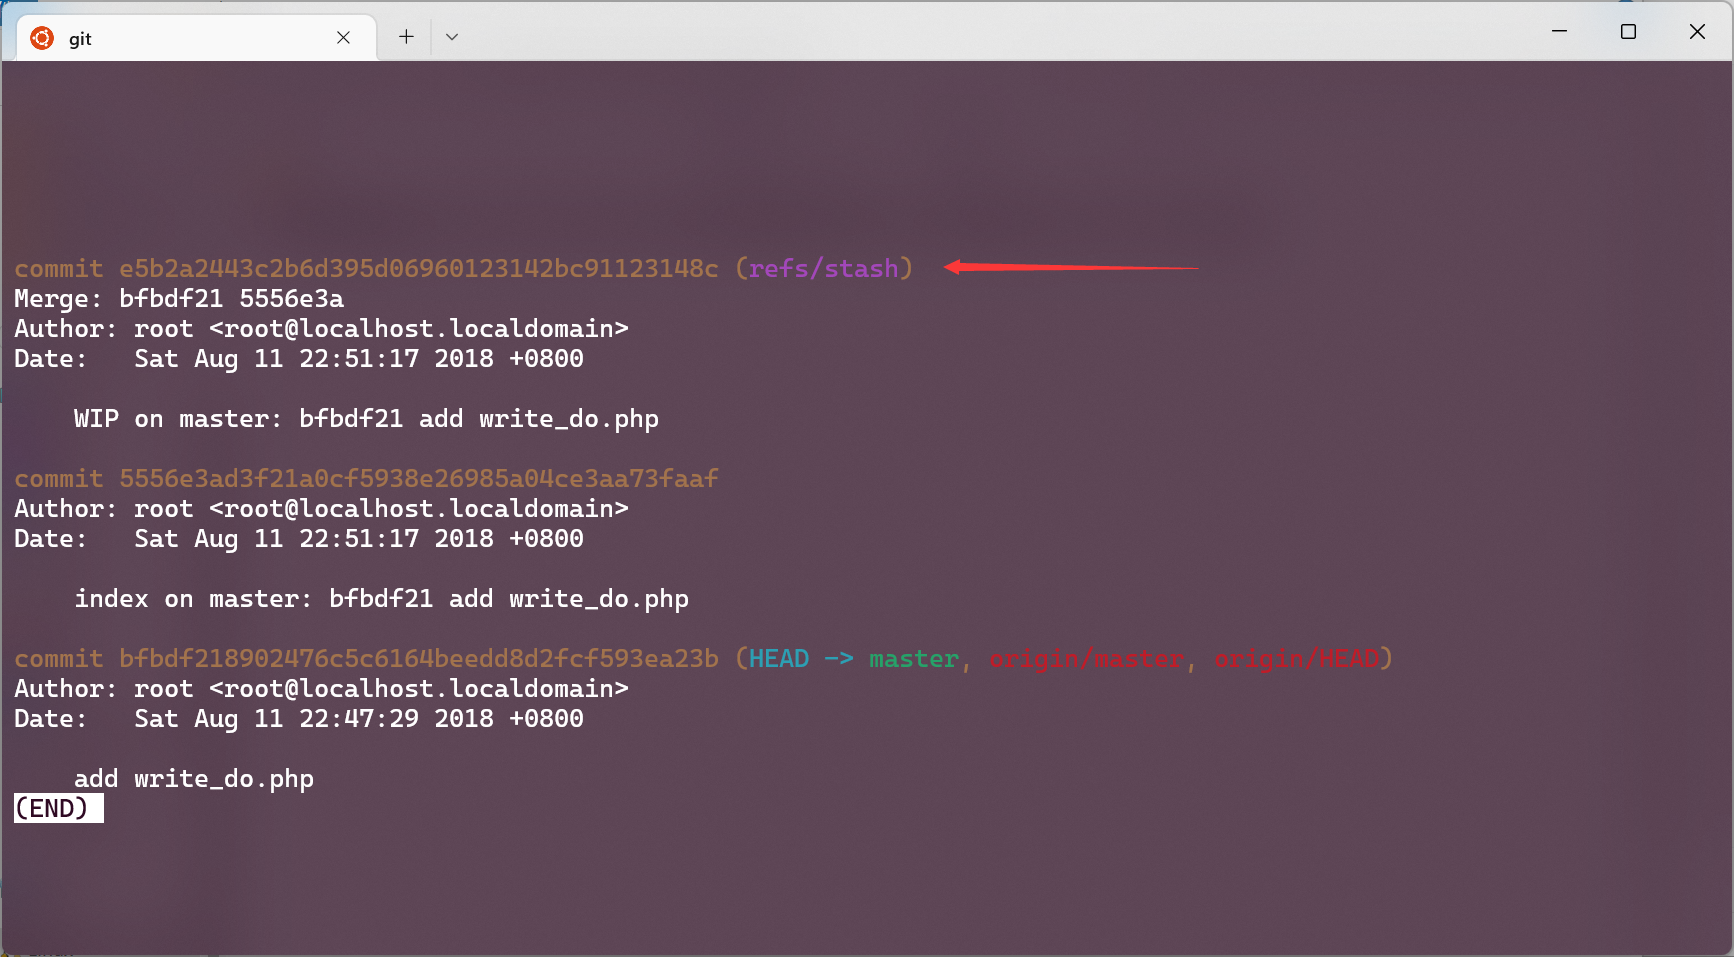 git
commit e5b2a2443c2b6d395d06960123142bc91123148c (refs/stash)
Merge: bfbdf21 5556e3a
Author: root <root@localhost.localdomain>
Date:   Sat Aug 11 22:51:17 2018 +0800
WIP on master: bfbdf21 add write_do.php
commit 5556e3ad3f21a0cf5938e26985a04ce3aa73faaf
Author: root <root@localhost.localdomain>
Date:   Sat Aug 11 22:51:17 2018 +0800
index on master: bfbdf21 add write_do.php
commit bfbdf218902476c5c6164beedd8d2fcf593ea23b (HEAD -> master, origin/master, origin/HEAD)
Author: root <root@localhost.localdomain>
Date:   Sat Aug 11 22:47:29 2018 +0800
add write_do.php
(END)